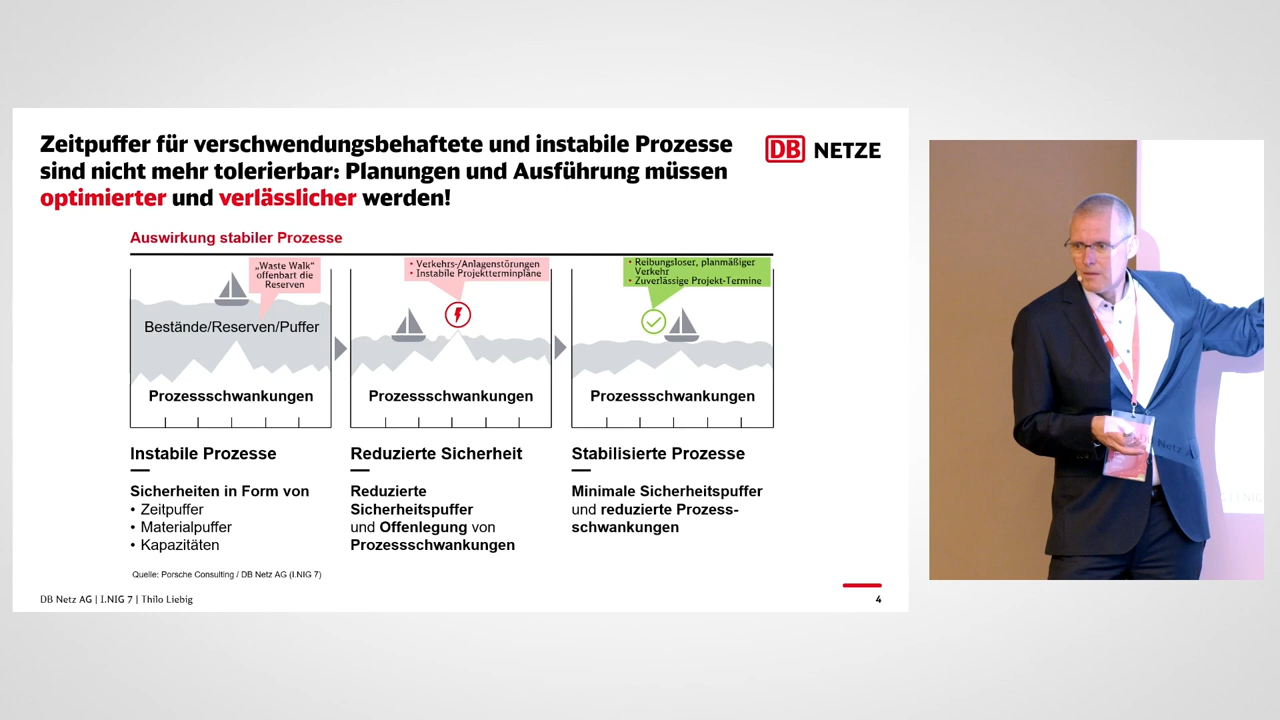 Zeitpuffer für verschwendungsbehaftete und instabile Prozesse
sind nicht mehr tolerierbar: Planungen und Ausführung müssen
optimierter und verlässlicher werden!
DB NETZE
Auswirkung stabiler Prozesse
„Waste Walk“
offenbart die
Reserven
Bestände/Reserven/Puffer
Prozessschwankungen
• Verkehrs-/Anlagenstörungen
• Instabile Projektterminpläne
Prozessschwankungen
• Reibungsloser, planmäßiger
Verkehr
• Zuverlässige Projekt-Termine
Prozessschwankungen
Instabile Prozesse
Sicherheiten in Form von
• Zeitpuffer
• Materialpuffer
• Kapazitäten
Reduzierte Sicherheit
Reduzierte
Sicherheitspuffer
und Offenlegung von
Prozessschwankungen
Stabilisierte Prozesse
Minimale Sicherheitspuffer
und reduzierte Prozess-
schwankungen
Quelle: Porsche Consulting / DB Netz AG (I.NIG 7)
DB Netz AG | I.NIG 7 | Thilo Liebig
4